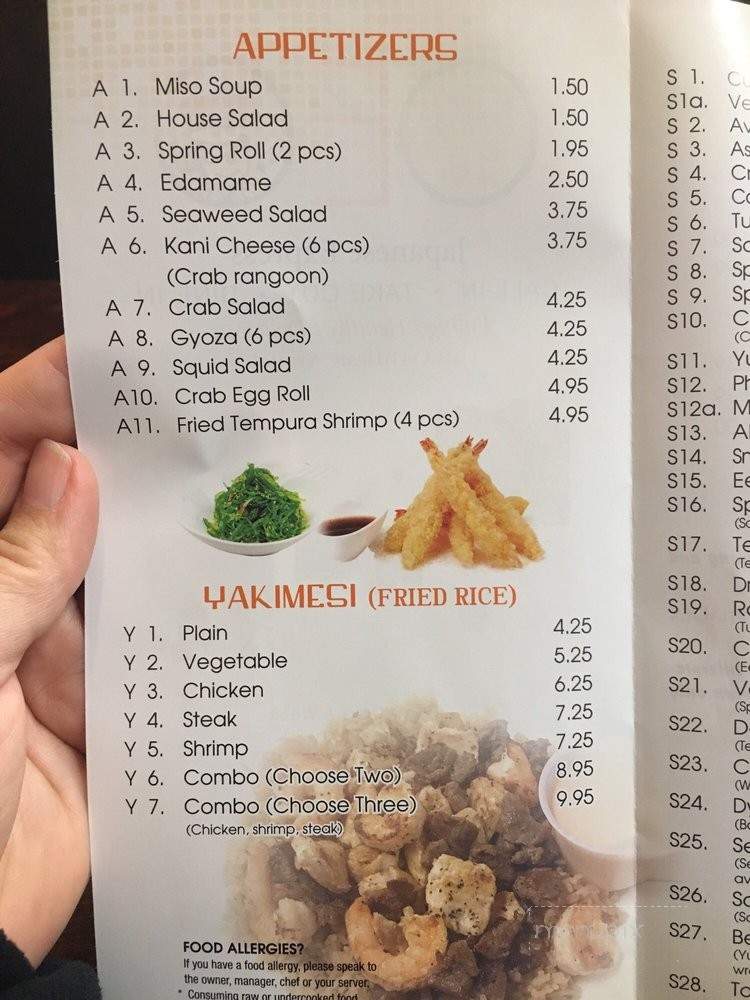 APPETIZERS
A 1. Miso Soup 1.50
A 2. House Salad 1.50
A 3. Spring Roll (2 pcs) 1.95
A 4. Edamame 2.50
A 5. Seaweed Salad 3.75
A 6. Kani Cheese (6 pcs) 3.75
(Crab rangoon)
A 7. Crab Salad 4.25
A 8. Gyoza (6 pcs) 4.25
A 9. Squid Salad 4.25
A10. Crab Egg Roll 4.95
A11. Fried Tempura Shrimp (4 pcs) 4.95
YAKIMESI (FRIED RICE)
Y 1. Plain 4.25
Y 2. Vegetable 5.25
Y 3. Chicken 6.25
Y 4. Steak 7.25
Y 5. Shrimp 7.25
Y 6. Combo (Choose Two) 8.95
Y 7. Combo (Choose Three) 9.95
(Chicken, shrimp, steak)
FOOD ALLERGIES?
If you have a food allergy, please speak to
the owner, manager, chef or your server.
* Consuming raw or undercooked food
S 1.
S1a.
S 2.
S 3.
S 4.
S 5.
S 6.
S 7.
S 8.
S 9.
S10.
S11.
S12.
S12a.
S13.
S14.
S15.
S16.
S17.
S18.
S19.
S20.
S21.
S22.
S23.
S24.
S25.
S26.
S27.
S28.